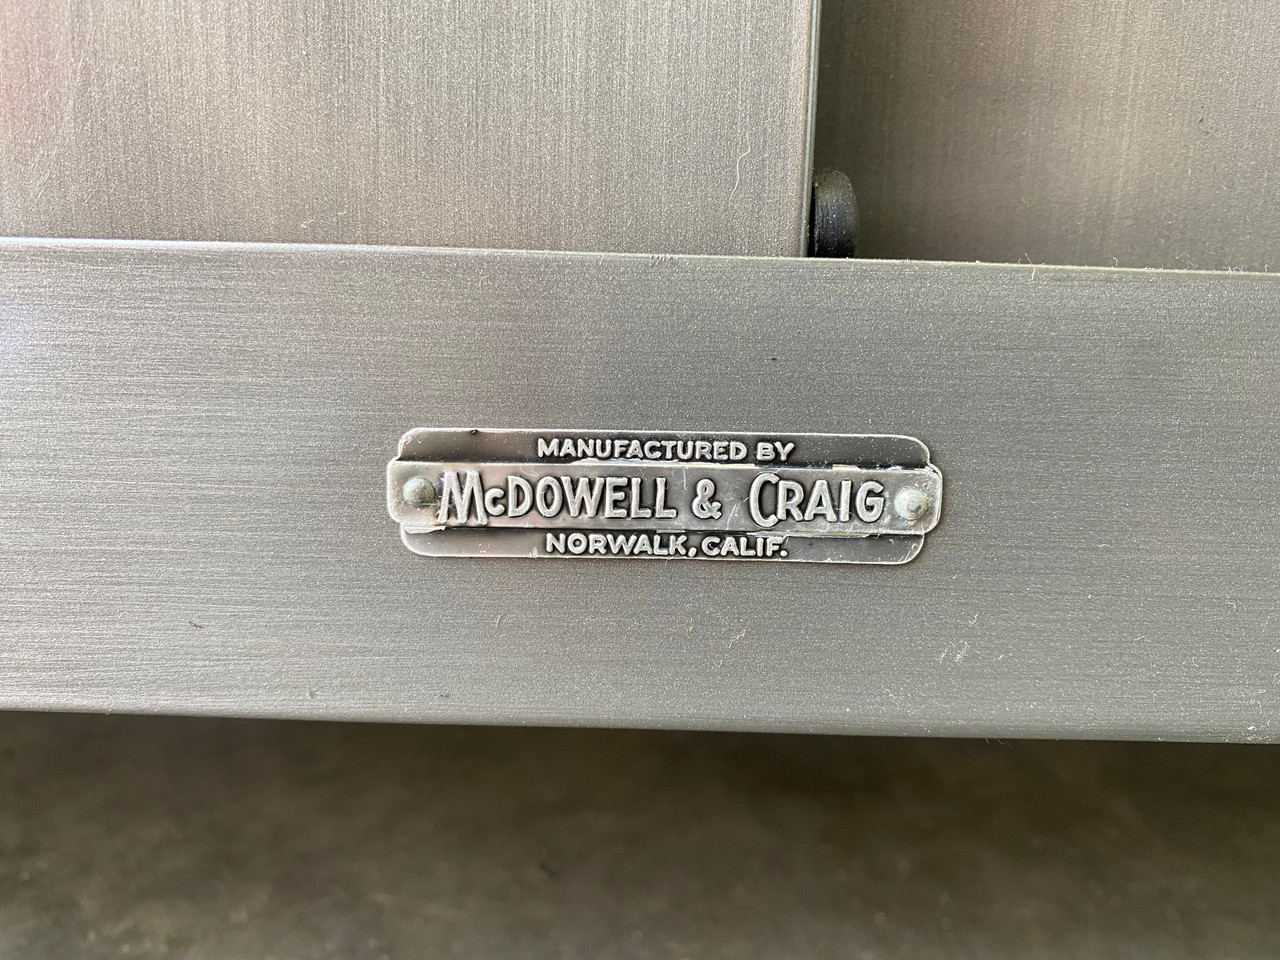 MANUFACTURED BY
McDOWELL & CRAIG
NORWALK, CALIF.